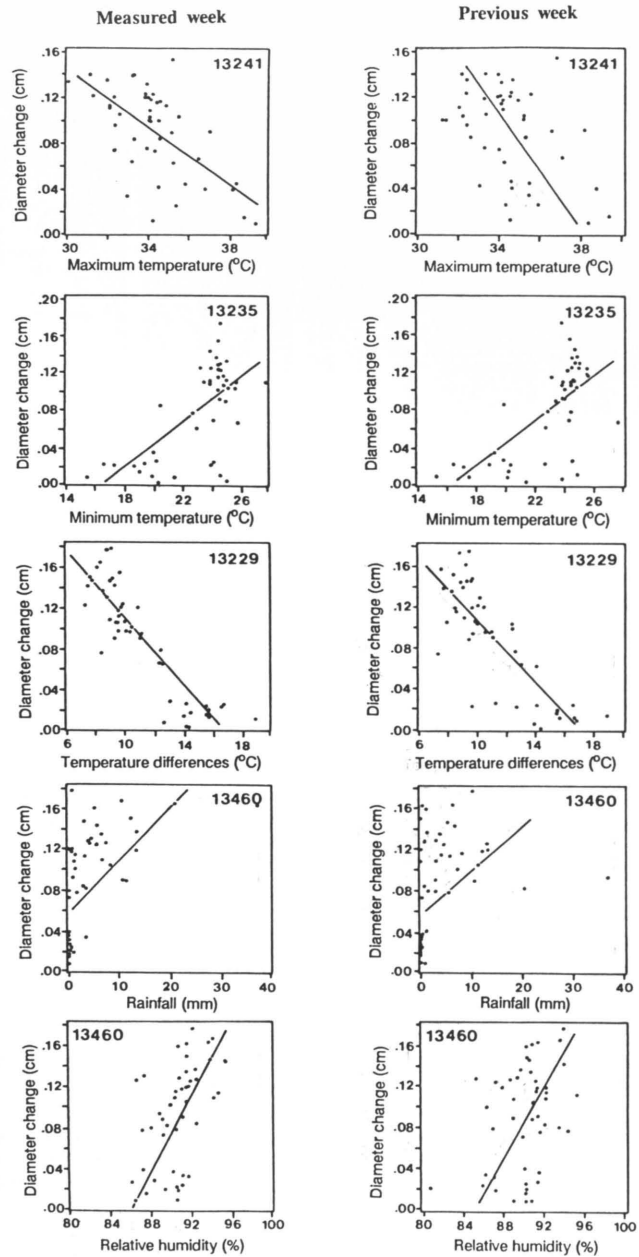 Measured week
Previous week
.16
.12
.08
.04
.00
Diameter change (cm)
13241
30 34 38
Maximum temperature (°C)
.16
.12
.08
.04
.00
Diameter change (cm)
13241
30 34 38
Maximum temperature (°C)
.20
.16
.12
.08
.04
.00
Diameter change (cm)
13235
14 18 22 26
Minimum temperature (°C)
.20
.16
.12
.08
.04
.00
Diameter change (cm)
13235
14 18 22 26
Minimum temperature (°C)
.16
.12
.08
.04
.00
Diameter change (cm)
13229
6 10 14 18
Temperature differences (°C)
.16
.12
.08
.04
.00
Diameter change (cm)
13229
6 10 14 18
Temperature differences (°C)
.16
.12
.08
.04
.00
Diameter change (cm)
13460
0 10 20 30 40
Rainfall (mm)
.16
.12
.08
.04
.00
Diameter change (cm)
13460
0 10 20 30 40
Rainfall (mm)
.16
.12
.08
.04
.00
Diameter change (cm)
13460
80 84 88 92 96 100
Relative humidity (%)
.16
.12
.08
.04
.00
Diameter change (cm)
13460
80 84 88 92 96 100
Relative humidity (%)